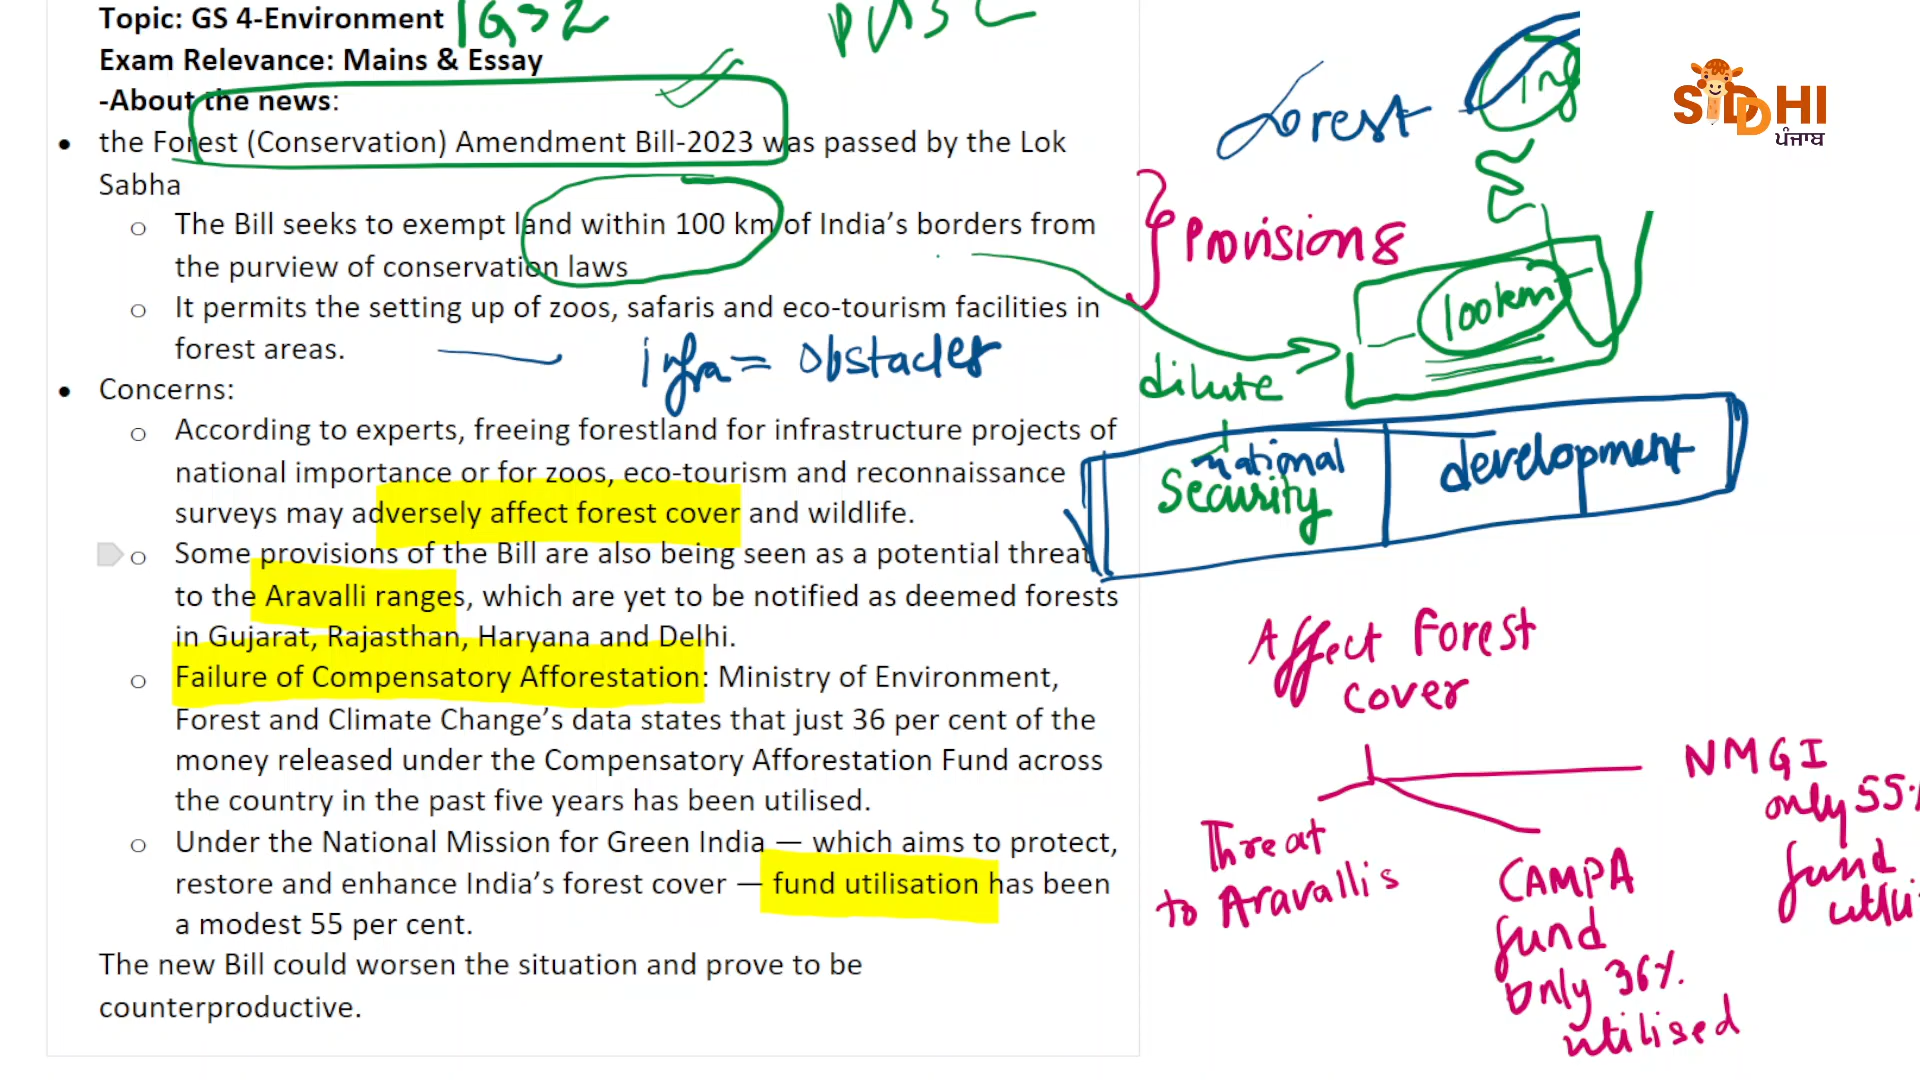 Topic: GS 4-Environment
GS2
Exam Relevance: Mains & Essay
-About the news:
the Forest (Conservation) Amendment Bill-2023 was passed by the Lok
Sabha
The Bill seeks to exempt land within 100 km of India's borders from
the purview of conservation laws
It permits the setting up of zoos, safaris and eco-tourism facilities in
forest areas.
infra = obstacles
Concerns:
According to experts, freeing forestland for infrastructure projects of
national importance or for zoos, eco-tourism and reconnaissance
surveys may adversely affect forest cover and wildlife.
Some provisions of the Bill are also being seen as a potential threat
to the Aravalli ranges, which are yet to be notified as deemed forests
in Gujarat, Rajasthan, Haryana and Delhi.
Failure of Compensatory Afforestation: Ministry of Environment,
Forest and Climate Change's data states that just 36 per cent of the
money released under the Compensatory Afforestation Fund across
the country in the past five years has been utilised.
Under the National Mission for Green India — which aims to protect,
restore and enhance India's forest cover — fund utilisation has been
a modest 55 per cent.
The new Bill could worsen the situation and prove to be
counterproductive.
forest
SIDDHI
ਪੰਜਾਬ
Provisions
100km
dilute
national
security
development
Affect Forest
cover
Threat
to Aravallis
CAMPA
fund
only 36%
utilised
NMGI
only 55%
fund